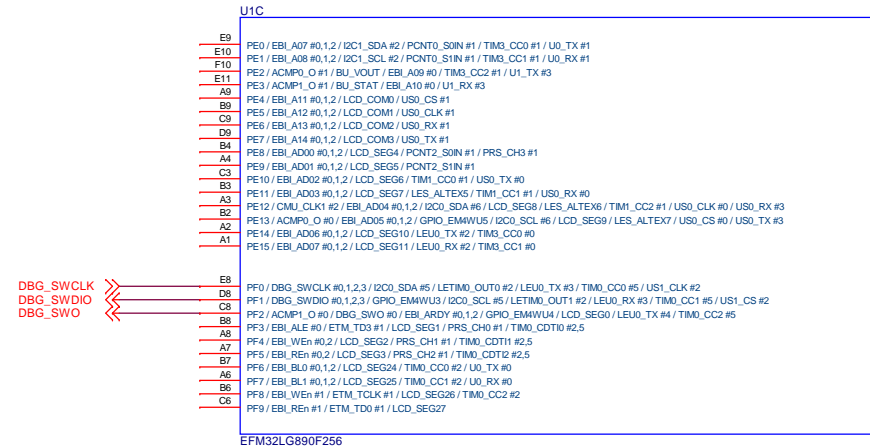 U1C
E9 PE0 / EBI_A07 #0,1,2 / I2C1_SDA #2 / PCNT0_S0IN #1 / TIM3_CC0 #1 / U0_TX #1
E10 PE1 / EBI_A08 #0,1,2 / I2C1_SCL #2 / PCNT0_S1IN #1 / TIM3_CC1 #1 / U0_RX #1
F10 PE2 / ACMP0_O #1 / BU_VOUT / EBI_A09 #0 / TIM3_CC2 #1 / U1_TX #3
E11 PE3 / ACMP1_O #1 / BU_STAT / EBI_A10 #0 / U1_RX #3
A9 PE4 / EBI_A11 #0,1,2 / LCD_COM0 / US0_CS #1
B9 PE5 / EBI_A12 #0,1,2 / LCD_COM1 / US0_CLK #1
C9 PE6 / EBI_A13 #0,1,2 / LCD_COM2 / US0_RX #1
D9 PE7 / EBI_A14 #0,1,2 / LCD_COM3 / US0_TX #1
B4 PE8 / EBI_AD00 #0,1,2 / LCD_SEG4 / PCNT2_S0IN #1 / PRS_CH3 #1
A4 PE9 / EBI_AD01 #0,1,2 / LCD_SEG5 / PCNT2_S1IN #1
C3 PE10 / EBI_AD02 #0,1,2 / LCD_SEG6 / TIM1_CC0 #1 / US0_TX #0
B3 PE11 / EBI_AD03 #0,1,2 / LCD_SEG7 / LES_ALTEX5 / TIM1_CC1 #1 / US0_RX #0
A3 PE12 / CMU_CLK1 #2 / EBI_AD04 #0,1,2 / I2C0_SDA #6 / LCD_SEG8 / LES_ALTEX6 / TIM1_CC2 #1 / US0_CLK #0 / US0_RX #3
B2 PE13 / ACMP0_O #0 / EBI_AD05 #0,1,2 / GPIO_EM4WU5 / I2C0_SCL #6 / LCD_SEG9 / LES_ALTEX7 / US0_CS #0 / US0_TX #3
A2 PE14 / EBI_AD06 #0,1,2 / LCD_SEG10 / LEU0_TX #2 / TIM3_CC0 #0
A1 PE15 / EBI_AD07 #0,1,2 / LCD_SEG11 / LEU0_RX #2 / TIM3_CC1 #0
DBG_SWCLK E8 PF0 / DBG_SWCLK #0,1,2,3 / I2C0_SDA #5 / LETIM0_OUT0 #2 / LEU0_TX #3 / TIM0_CC0 #5 / US1_CLK #2
DBG_SWDIO D8 PF1 / DBG_SWDIO #0,1,2,3 / GPIO_EM4WU3 / I2C0_SCL #5 / LETIM0_OUT1 #2 / LEU0_RX #3 / TIM0_CC1 #5 / US1_CS #2
DBG_SWO C8 PF2 / ACMP1_O #0 / DBG_SWO #0 / EBI_ARDY #0,1,2 / GPIO_EM4WU4 / LCD_SEG0 / LEU0_TX #4 / TIM0_CC2 #5
B8 PF3 / EBI_ALE #0 / ETM_TD3 #1 / LCD_SEG1 / PRS_CH0 #1 / TIM0_CDTI0 #2,5
A8 PF4 / EBI_WEn #0,2 / LCD_SEG2 / PRS_CH1 #1 / TIM0_CDTI1 #2,5
A7 PF5 / EBI_REn #0,2 / LCD_SEG3 / PRS_CH2 #1 / TIM0_CDTI2 #2,5
B7 PF6 / EBI_BL0 #0,1,2 / LCD_SEG24 / TIM0_CC0 #2 / U0_TX #0
A6 PF7 / EBI_BL1 #0,1,2 / LCD_SEG25 / TIM0_CC1 #2 / U0_RX #0
B6 PF8 / EBI_WEn #1 / ETM_TCLK #1 / LCD_SEG26 / TIM0_CC2 #2
C6 PF9 / EBI_REn #1 / ETM_TD0 #1 / LCD_SEG27
EFM32LG890F256